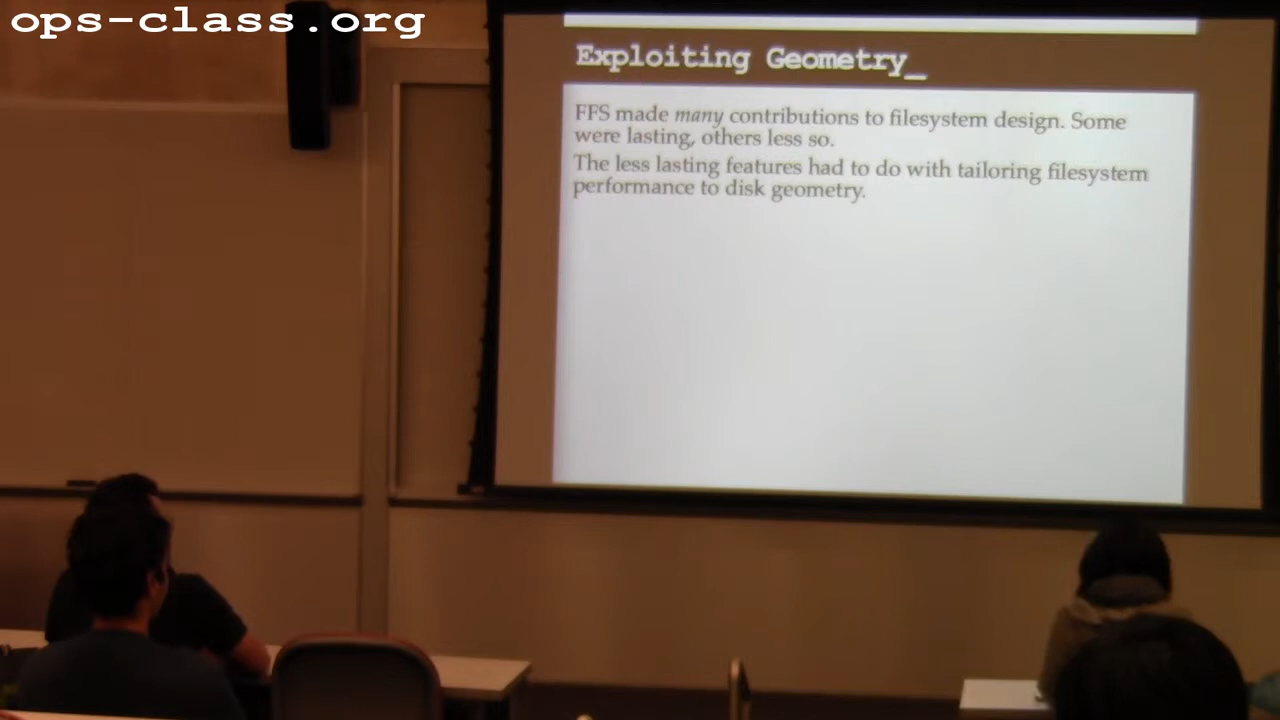 ops-class.org
Exploiting Geometry_
FFS made many contributions to filesystem design. Some
were lasting, others less so.
The less lasting features had to do with tailoring filesystem
performance to disk geometry.